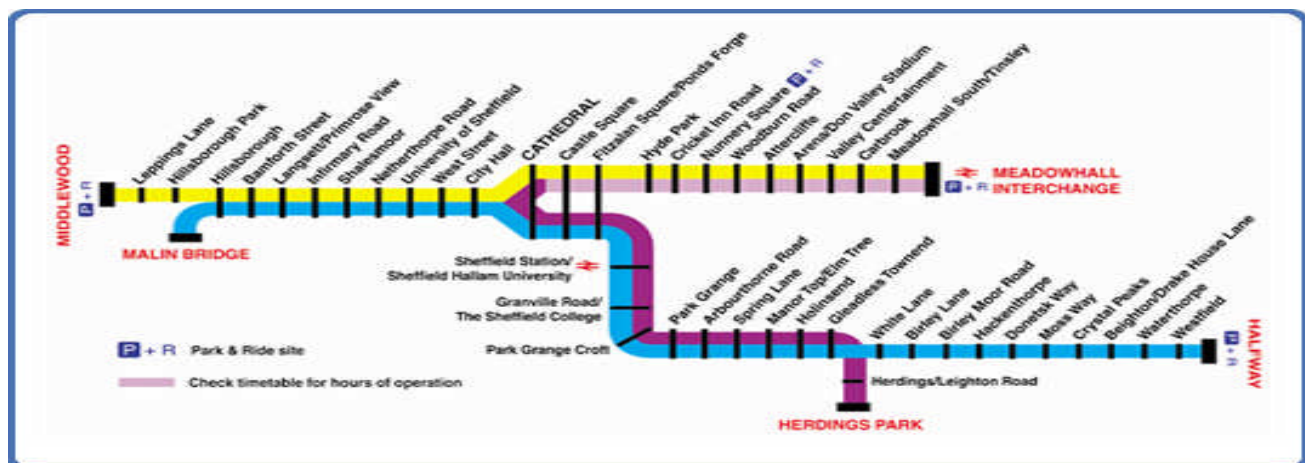 MIDDLEWOOD
P + R
Leppings Lane
Hillsborough Park
Hillsborough
Bamforth Street
Langsett/Primrose View
Infirmary Road
Shalesmoor
Netherthorpe Road
University of Sheffield
West Street
City Hall
CATHEDRAL
Castle Square
Fitzalan Square/Ponds Forge
Hyde Park
Cricket Inn Road
Nunnery Square P + R
Woodburn Road
Attercliffe
Arena/Don Valley Stadium
Valley Centertainment
Carbrook
Meadowhall South/Tinsley
MEADOWHALL
P + R INTERCHANGE
MALIN BRIDGE
Sheffield Station/
Sheffield Hallam University
Granville Road/
The Sheffield College
Park Grange Croft
Park Grange
Arbourthorne Road
Spring Lane
Manor Top/Elm Tree
Hollinsend
Gleadless Townend
White Lane
Birley Lane
Birley Moor Road
Hackenthorpe
Donetsk Way
Moss Way
Crystal Peaks
Beighton/Drake House Lane
Waterthorpe
Westfield
HALFWAY
P + R
Herdings/Leighton Road
HERDINGS PARK
P + R Park & Ride site
Check timetable for hours of operation